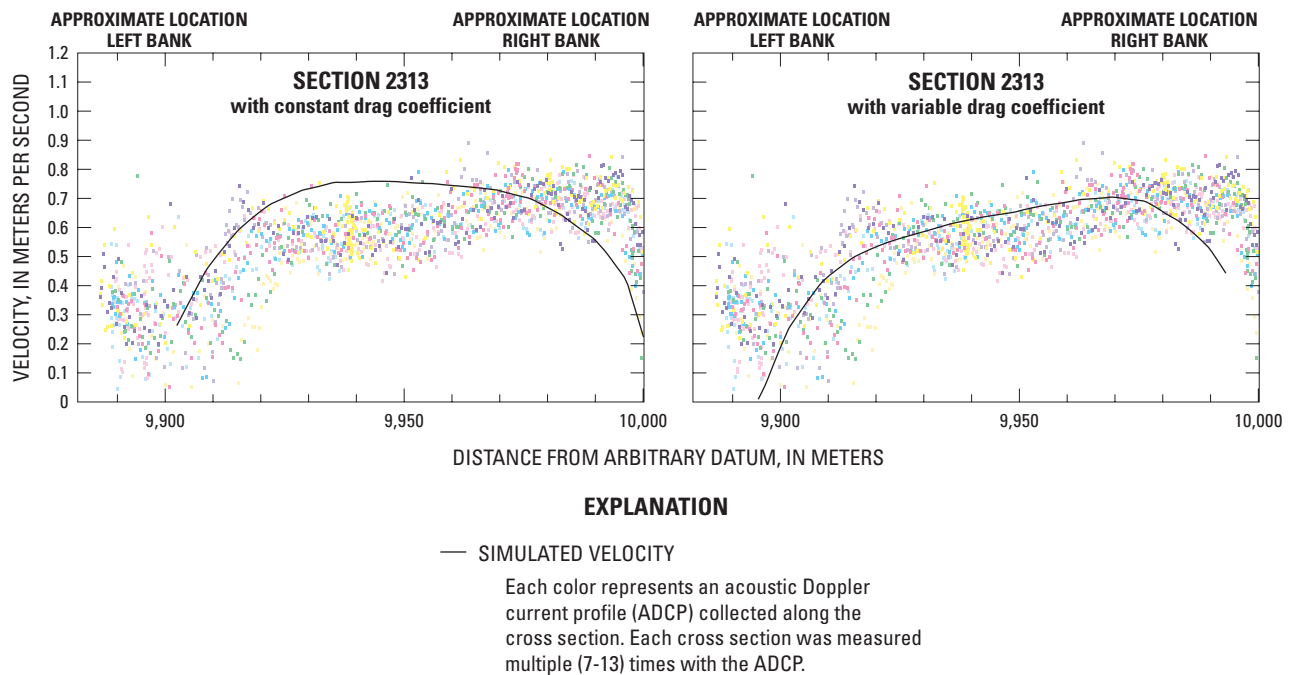 APPROXIMATE LOCATION
LEFT BANK
APPROXIMATE LOCATION
RIGHT BANK
APPROXIMATE LOCATION
LEFT BANK
APPROXIMATE LOCATION
RIGHT BANK
VELOCITY, IN METERS PER SECOND
1.2
1.1
1.0
0.9
0.8
0.7
0.6
0.5
0.4
0.3
0.2
0.1
0
SECTION 2313
with constant drag coefficient
SECTION 2313
with variable drag coefficient
9,900
9,950
10,000
9,900
9,950
10,000
DISTANCE FROM ARBITRARY DATUM, IN METERS
EXPLANATION
SIMULATED VELOCITY
Each color represents an acoustic Doppler
current profile (ADCP) collected along the
cross section. Each cross section was measured
multiple (7-13) times with the ADCP.